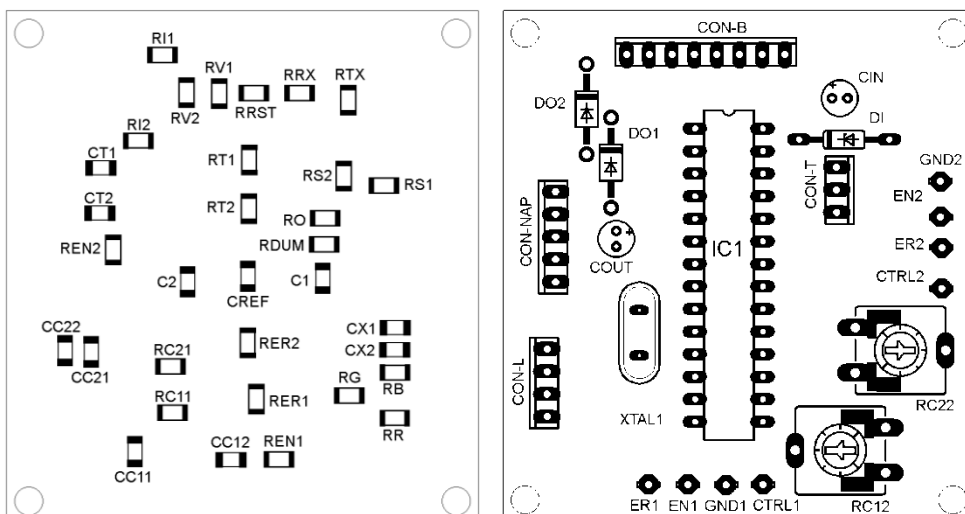 RI1
RV1
RRX
RTX
RV2
RRST
RI2
CT1
RT1
RS2
RS1
CT2
RT2
RO
REN2
RDUM
C2
CREF
C1
CC22
CC21
RC21
RER2
CX1
CX2
RB
RC11
RER1
RG
RR
CC11
CC12
REN1
CON-B
CIN
DO2
DO1
DI
GND2
CON-T
EN2
CON-NAP
IC1
ER2
COUT
CTRL2
CON-L
XTAL1
RC22
ER1
EN1
GND1
CTRL1
RC12